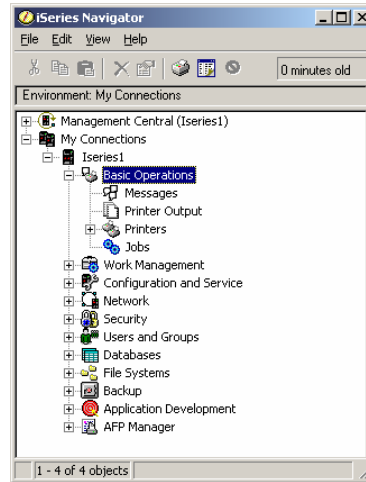 iSeries Navigator
File Edit View Help
0 minutes old
Environment: My Connections
Management Central (Iseries1)
My Connections
Iseries1
Basic Operations
Messages
Printer Output
Printers
Jobs
Work Management
Configuration and Service
Network
Security
Users and Groups
Databases
File Systems
Backup
Application Development
AFP Manager
1 - 4 of 4 objects